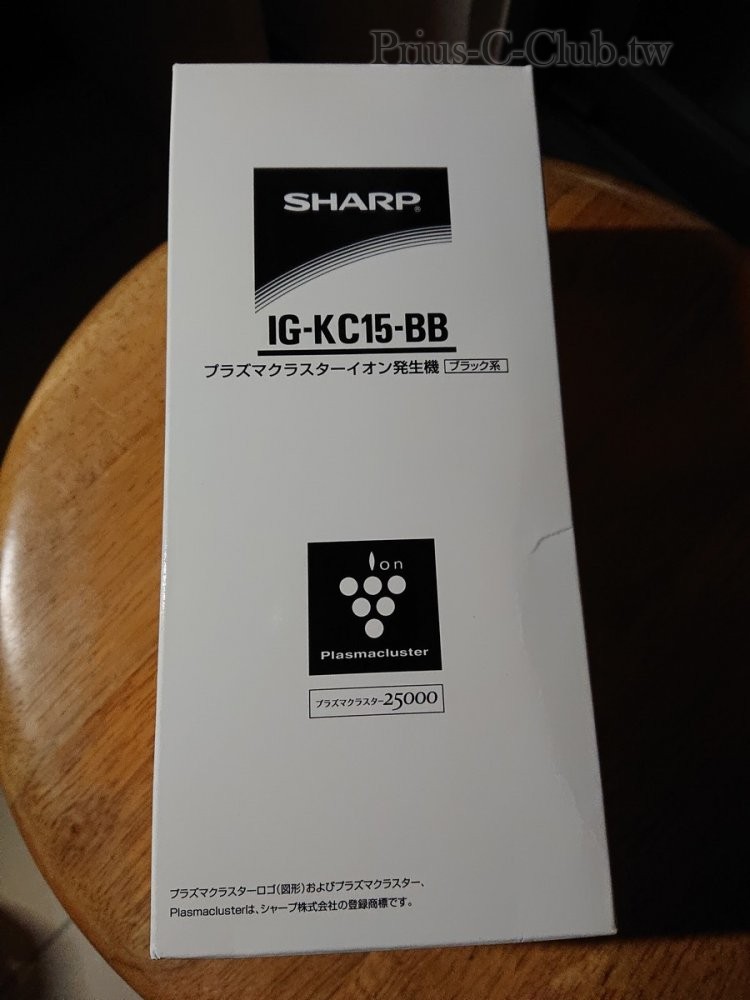 Prius-C-Club.tw
SHARP®
IG-KC15-BB
プラズマクラスターイオン発生機 ブラック系
Ion
Plasmacluster
プラズマクラスター25000
プラズマクラスターロゴ(図形)およびプラズマクラスター、
Plasmaclusterは、シャープ株式会社の登録商標です。